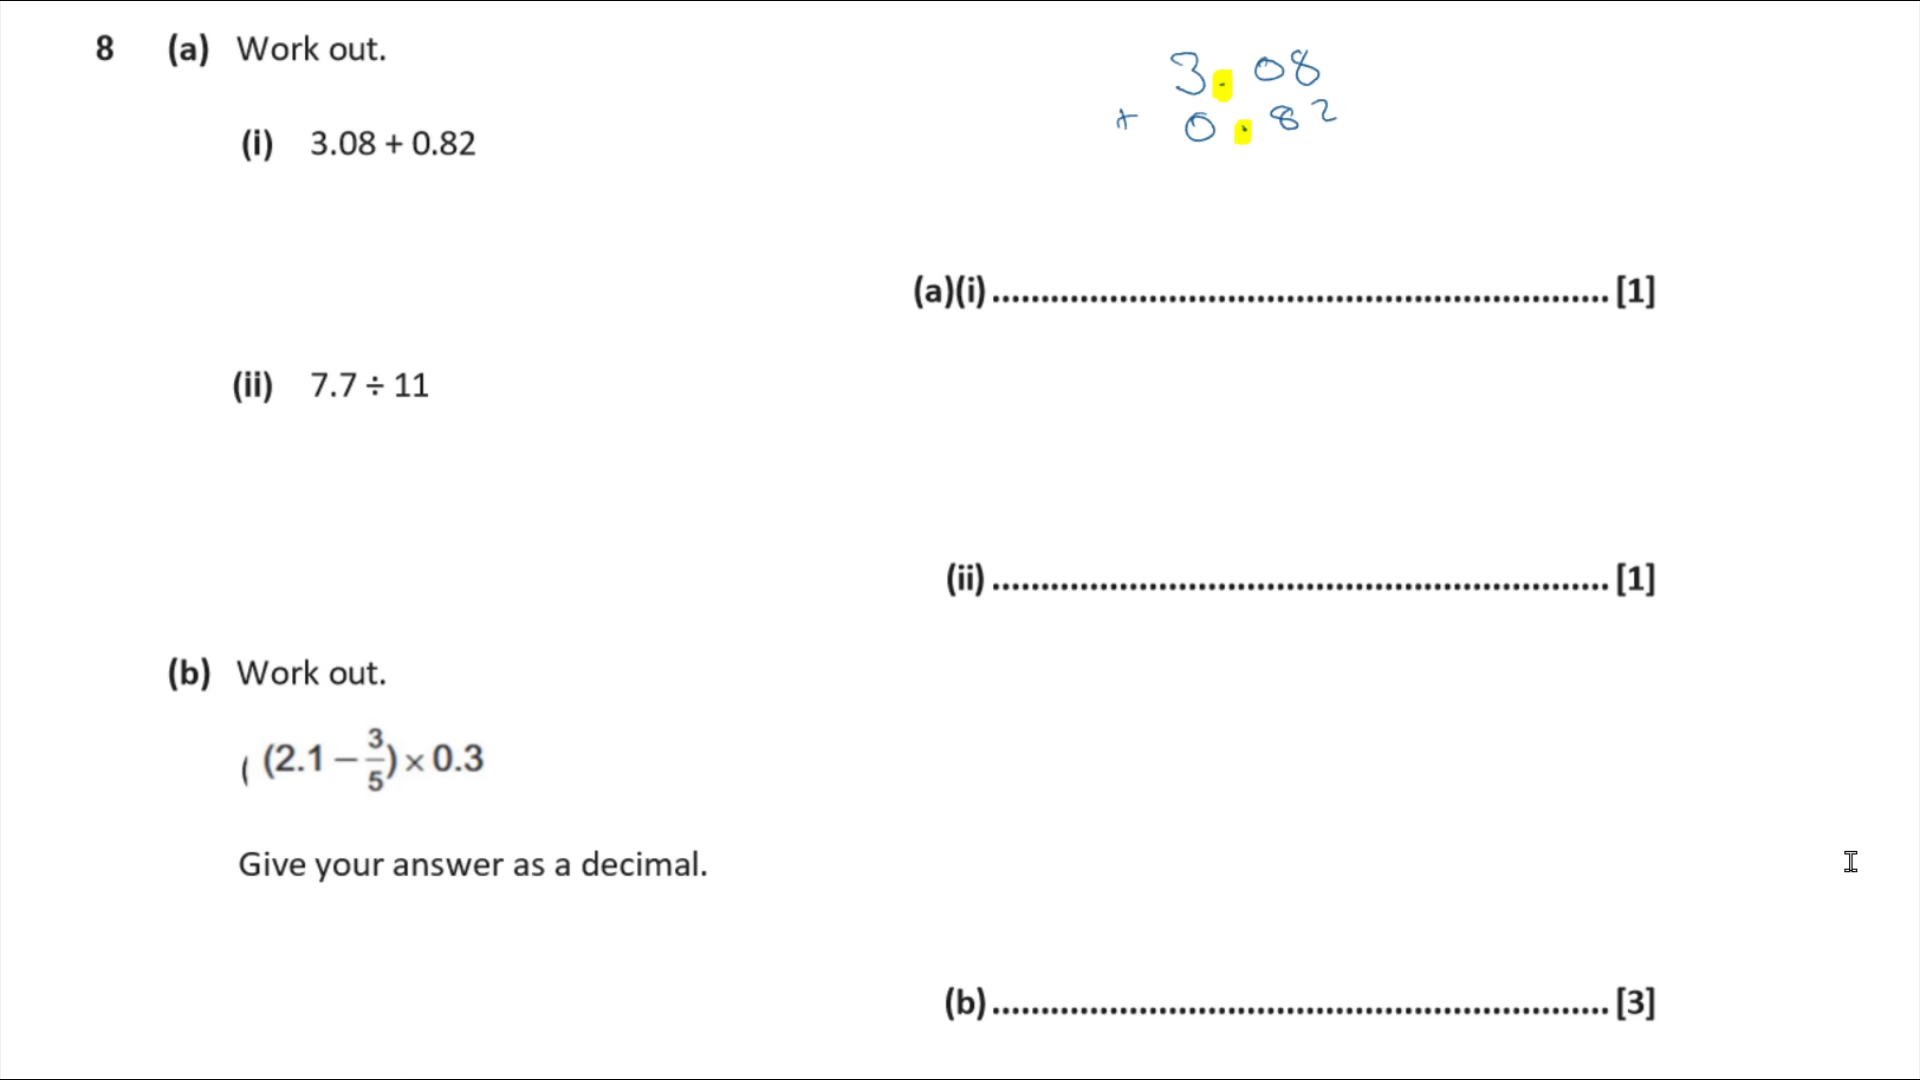 8 (a) Work out.
3.08
+ 0.82
(i) 3.08 + 0.82
(a)(i) ............................................................... [1]
(ii) 7.7 ÷ 11
(ii) ............................................................... [1]
(b) Work out.
( (2.1 − 3/5) × 0.3
Give your answer as a decimal.
(b) ............................................................... [3]